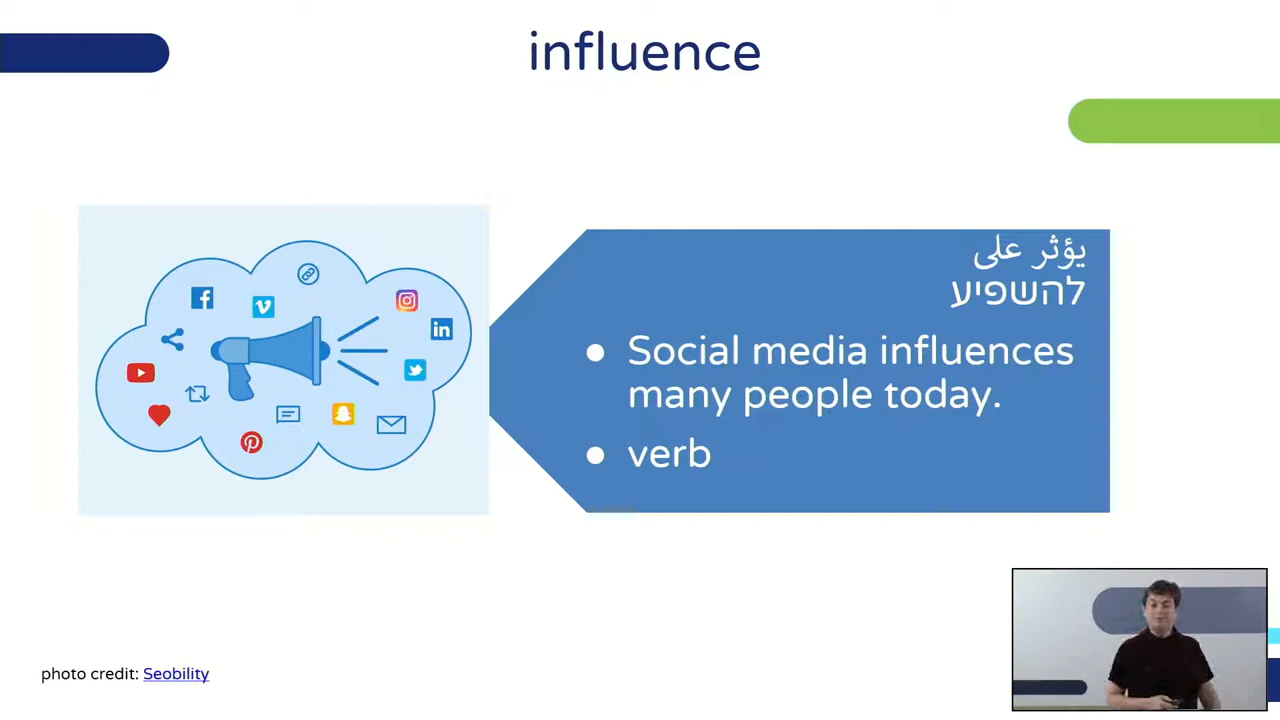 influence
يؤثر على
להשפיע
● Social media influences
many people today.
● verb
photo credit: Seobility